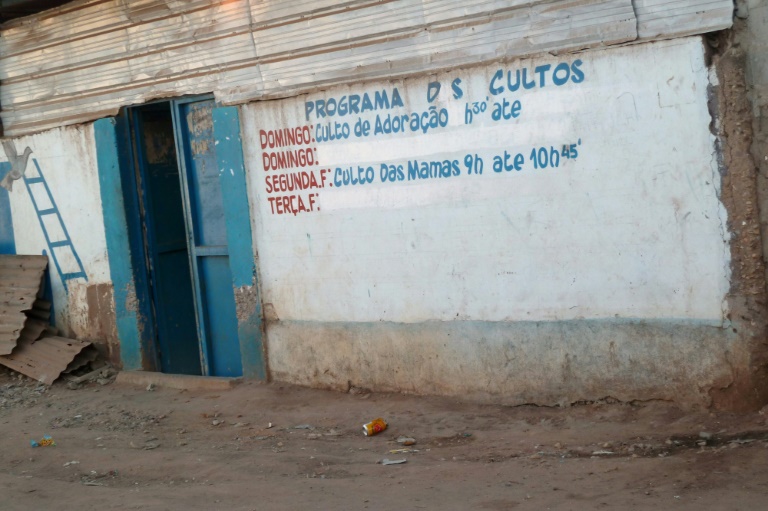 PROGRAMA D S CULTOS
DOMINGO: Culto de Adoração h30' ate
DOMINGO:
SEGUNDA.F: Culto Das Mamas 9h ate 10h45'
TERÇA.F: